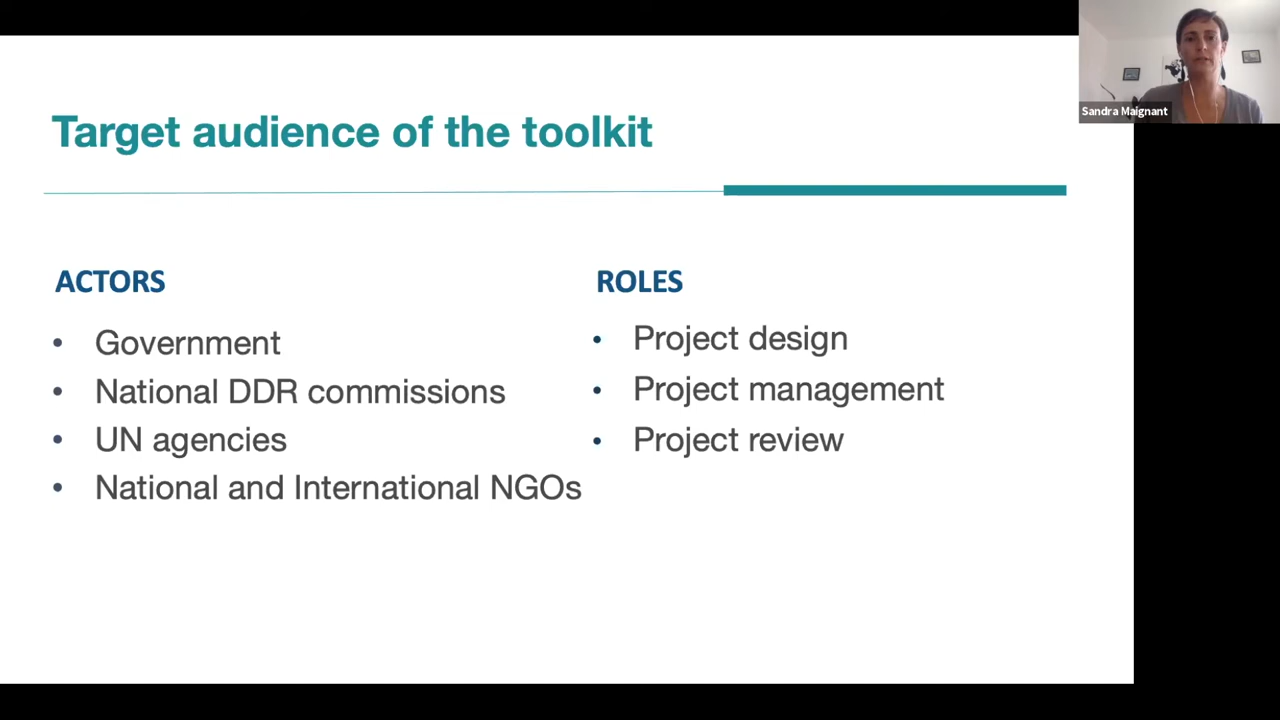 Sandra Maignant
Target audience of the toolkit
ACTORS
• Government
• National DDR commissions
• UN agencies
• National and International NGOs
ROLES
• Project design
• Project management
• Project review